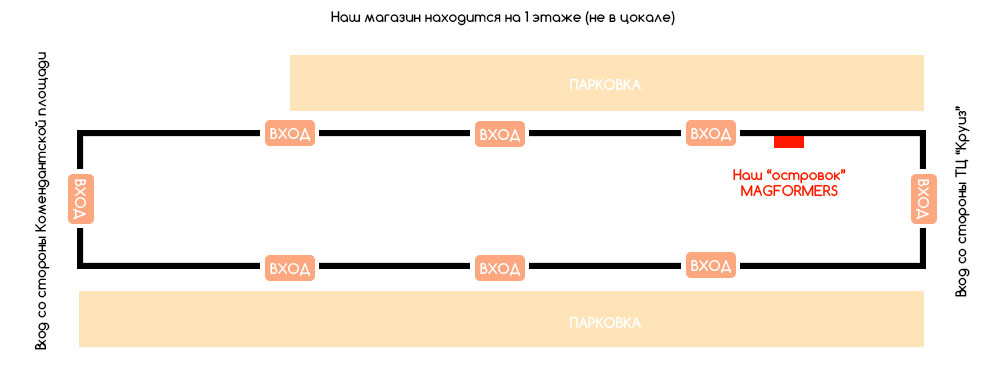 Наш магазин находится на 1 этаже (не в цокале)
ПАРКОВКА
ВХОД
ВХОД
ВХОД
Вход со стороны Комендантской площади
ВХОД
Наш “островок”
MAGFORMERS
ВХОД
Вход со стороны ТЦ “Круиз”
ВХОД
ВХОД
ВХОД
ПАРКОВКА